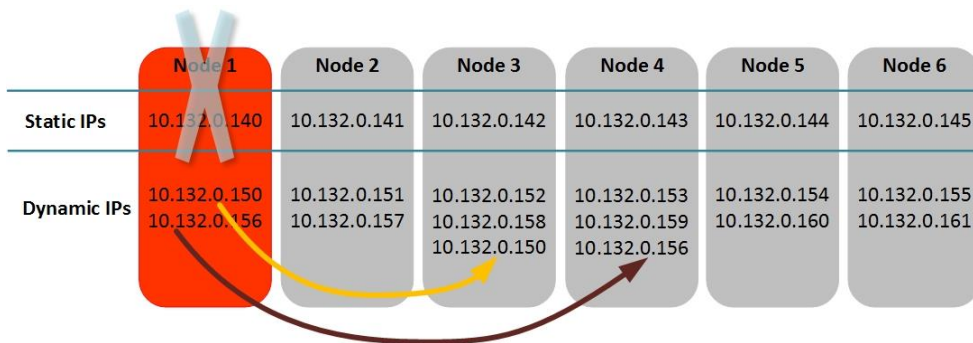 Node 1 Node 2 Node 3 Node 4 Node 5 Node 6
Static IPs 10.132.0.140 10.132.0.141 10.132.0.142 10.132.0.143 10.132.0.144 10.132.0.145
Dynamic IPs 10.132.0.150 10.132.0.151 10.132.0.152 10.132.0.153 10.132.0.154 10.132.0.155
10.132.0.156 10.132.0.157 10.132.0.158 10.132.0.159 10.132.0.160 10.132.0.161
10.132.0.150 10.132.0.156